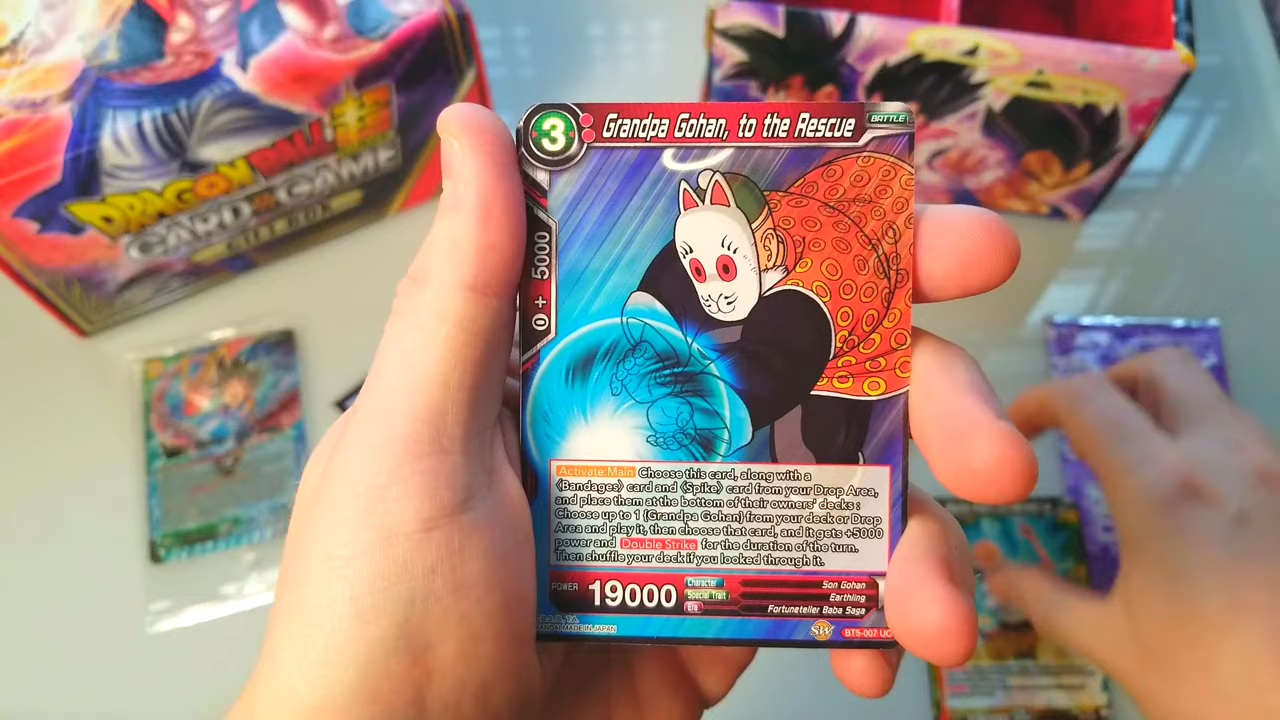 DRAGON BALL
CARD GAME
GIFT BOX
3
Grandpa Gohan, to the Rescue
BATTLE
0 + 5000
Activate:Main Choose this card, along with a
《Bandages》 card and 《Spike》 card from your Drop Area,
and place them at the bottom of their owners' decks :
Choose up to 1 {Grandpa Gohan} from your deck or Drop
Area and play it, then choose that card, and it gets +5000
power and Double Strike for the duration of the turn.
Then shuffle your deck if you looked through it.
POWER
19000
Character Son Gohan
Special Trait Earthling
Era Fortuneteller Baba Saga
MADE IN JAPAN
SW
BT5-007 UC